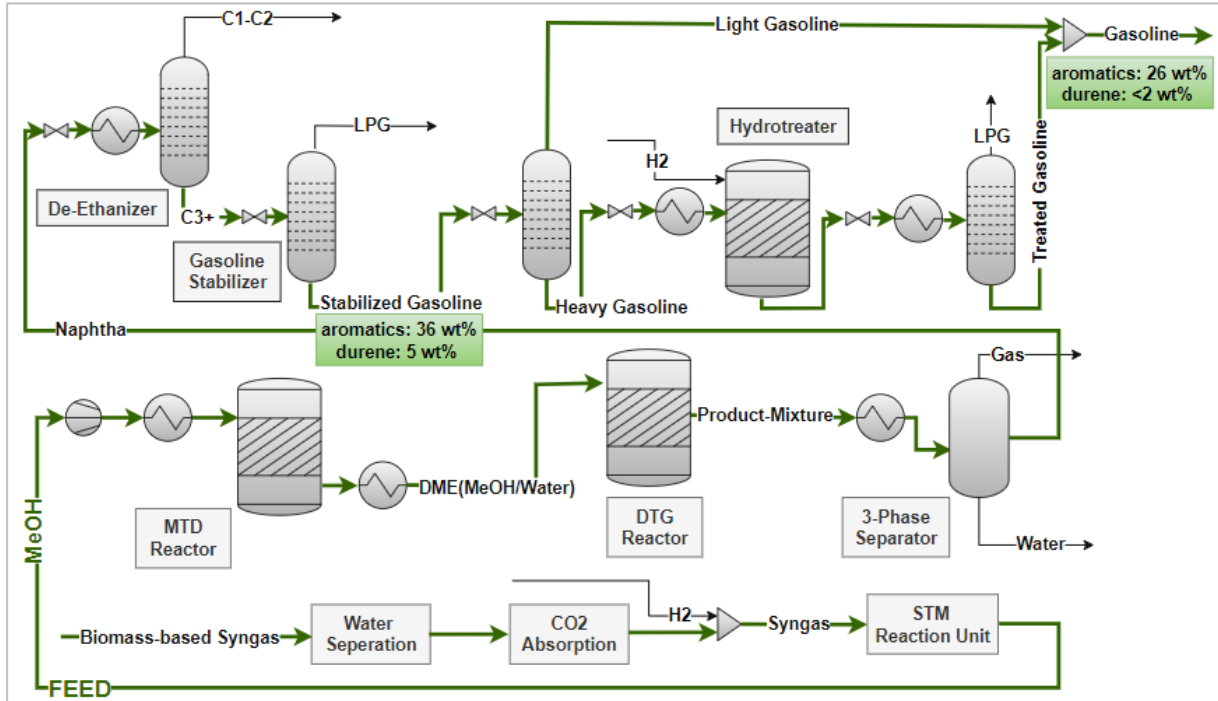 C1-C2
Light Gasoline
Gasoline
aromatics: 26 wt%
durene: <2 wt%
LPG
Hydrotreater
LPG
H2
De-Ethanizer
C3+
Treated Gasoline
Gasoline
Stabilizer
Stabilized Gasoline
Heavy Gasoline
Naphtha
aromatics: 36 wt%
durene: 5 wt%
Gas
Product-Mixture
DME(MeOH/Water)
MeOH
MTD
Reactor
DTG
Reactor
3-Phase
Separator
Water
H2
Biomass-based Syngas
Water
Seperation
CO2
Absorption
Syngas
STM
Reaction Unit
FEED